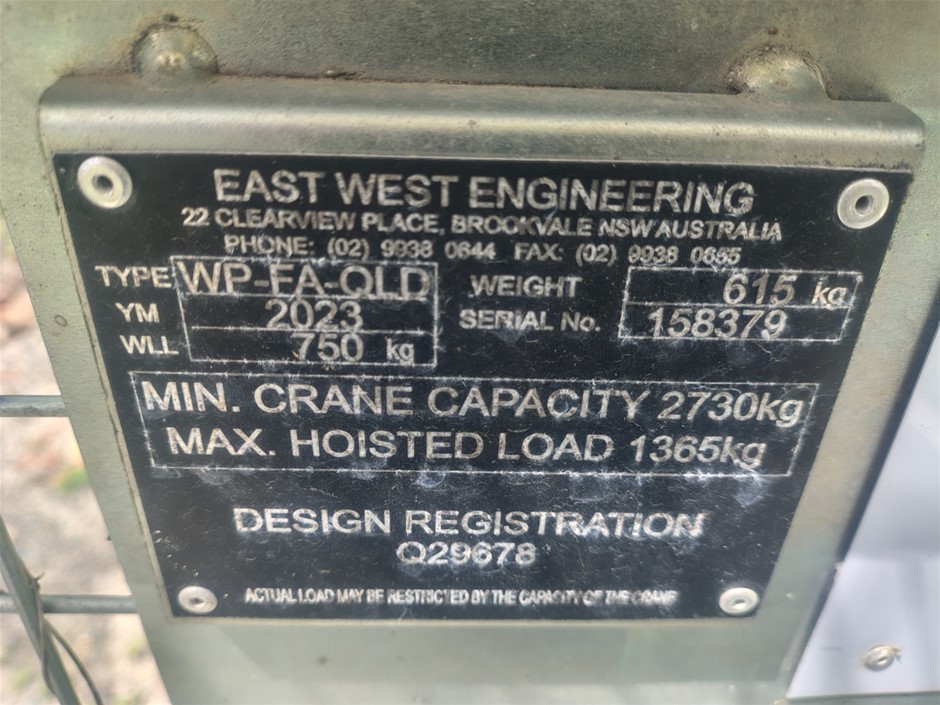 EAST WEST ENGINEERING
22 CLEARVIEW PLACE, BROOKVALE NSW AUSTRALIA
PHONE: (02) 9938 0644 FAX: (02) 9938 0685
TYPE WP-FA-QLD WEIGHT 615 kg
YM 2023 SERIAL No. 158379
WLL 750 kg
MIN. CRANE CAPACITY 2730kg
MAX. HOISTED LOAD 1365kg
DESIGN REGISTRATION
Q29678
ACTUAL LOAD MAY BE RESTRICTED BY THE CAPACITY OF THE CRANE